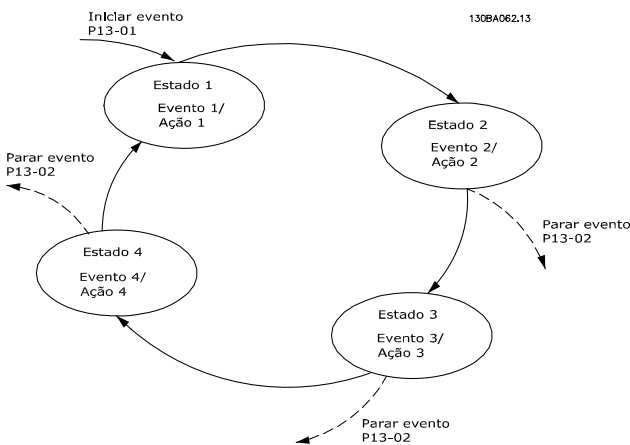 Iniciar evento
P13-01
130BA062.13
Estado 1
Evento 1/
Ação 1
Estado 2
Evento 2/
Ação 2
Parar evento
P13-02
Parar evento
P13-02
Estado 4
Evento 4/
Ação 4
Estado 3
Evento 3/
Ação 3
Parar evento
P13-02